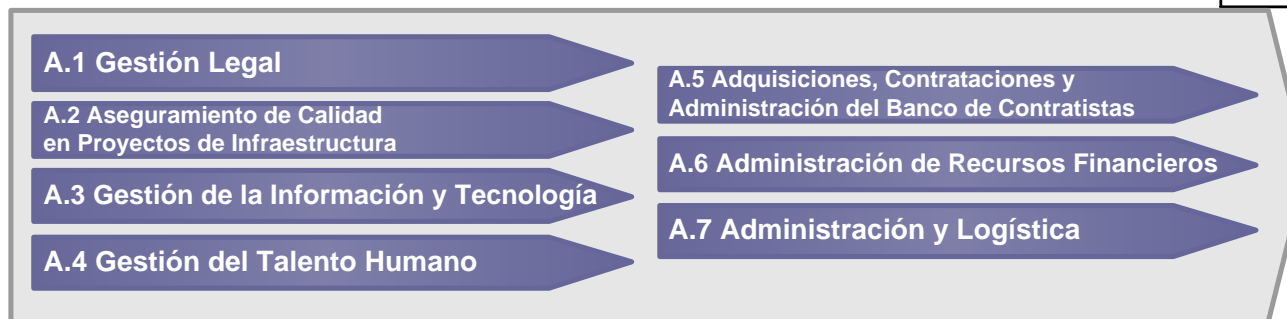 A.1 Gestión Legal
A.2 Aseguramiento de Calidad
en Proyectos de Infraestructura
A.3 Gestión de la Información y Tecnología
A.4 Gestión del Talento Humano
A.5 Adquisiciones, Contrataciones y
Administración del Banco de Contratistas
A.6 Administración de Recursos Financieros
A.7 Administración y Logística